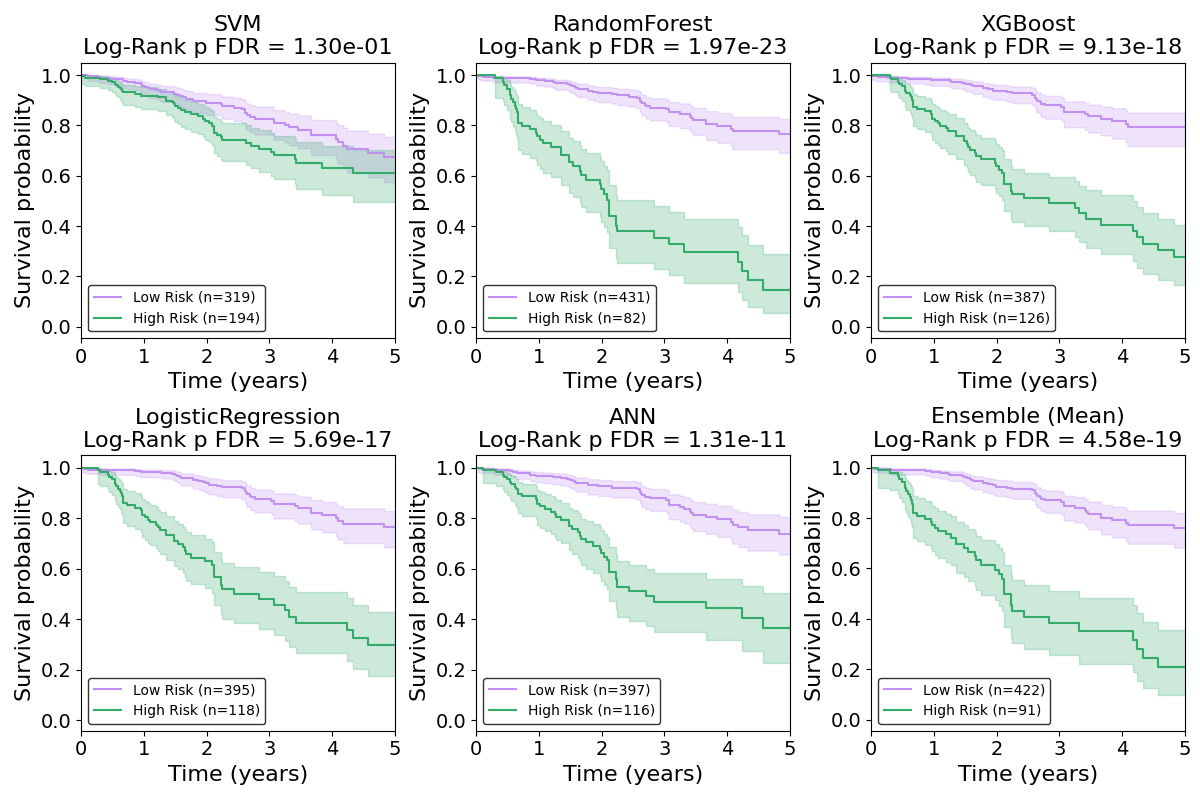 SVM
Log-Rank p FDR = 1.30e-01
Survival probability
1.0
0.8
0.6
0.4
0.2
0.0
Low Risk (n=319)
High Risk (n=194)
0 1 2 3 4 5
Time (years)
RandomForest
Log-Rank p FDR = 1.97e-23
Survival probability
1.0
0.8
0.6
0.4
0.2
0.0
Low Risk (n=431)
High Risk (n=82)
0 1 2 3 4 5
Time (years)
XGBoost
Log-Rank p FDR = 9.13e-18
Survival probability
1.0
0.8
0.6
0.4
0.2
0.0
Low Risk (n=387)
High Risk (n=126)
0 1 2 3 4 5
Time (years)
LogisticRegression
Log-Rank p FDR = 5.69e-17
Survival probability
1.0
0.8
0.6
0.4
0.2
0.0
Low Risk (n=395)
High Risk (n=118)
0 1 2 3 4 5
Time (years)
ANN
Log-Rank p FDR = 1.31e-11
Survival probability
1.0
0.8
0.6
0.4
0.2
0.0
Low Risk (n=397)
High Risk (n=116)
0 1 2 3 4 5
Time (years)
Ensemble (Mean)
Log-Rank p FDR = 4.58e-19
Survival probability
1.0
0.8
0.6
0.4
0.2
0.0
Low Risk (n=422)
High Risk (n=91)
0 1 2 3 4 5
Time (years)